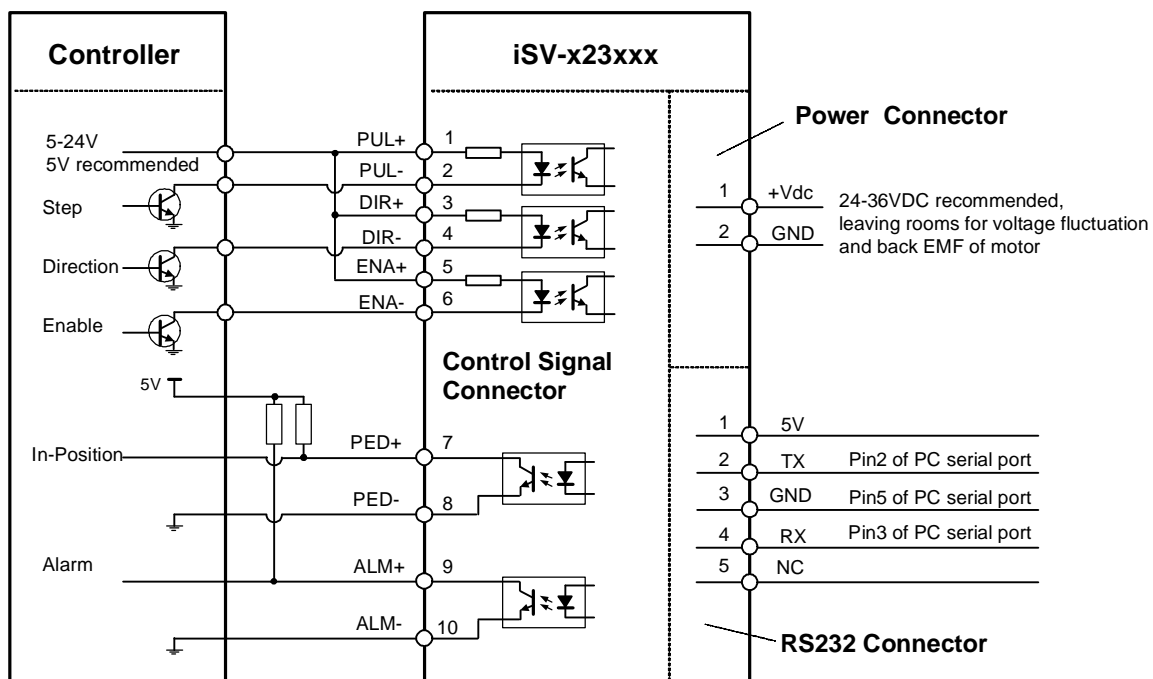 Controller
iSV-x23xxx
Power Connector
5-24V
5V recommended
PUL+
1
PUL-
2
Step
DIR+
3
DIR-
4
Direction
ENA+
5
ENA-
6
Enable
1
+Vdc
2
GND
24-36VDC recommended,
leaving rooms for voltage fluctuation
and back EMF of motor
Control Signal
Connector
5V
In-Position
PED+
7
PED-
8
Alarm
ALM+
9
ALM-
10
1
5V
2
TX
Pin2 of PC serial port
3
GND
Pin5 of PC serial port
4
RX
Pin3 of PC serial port
5
NC
RS232 Connector